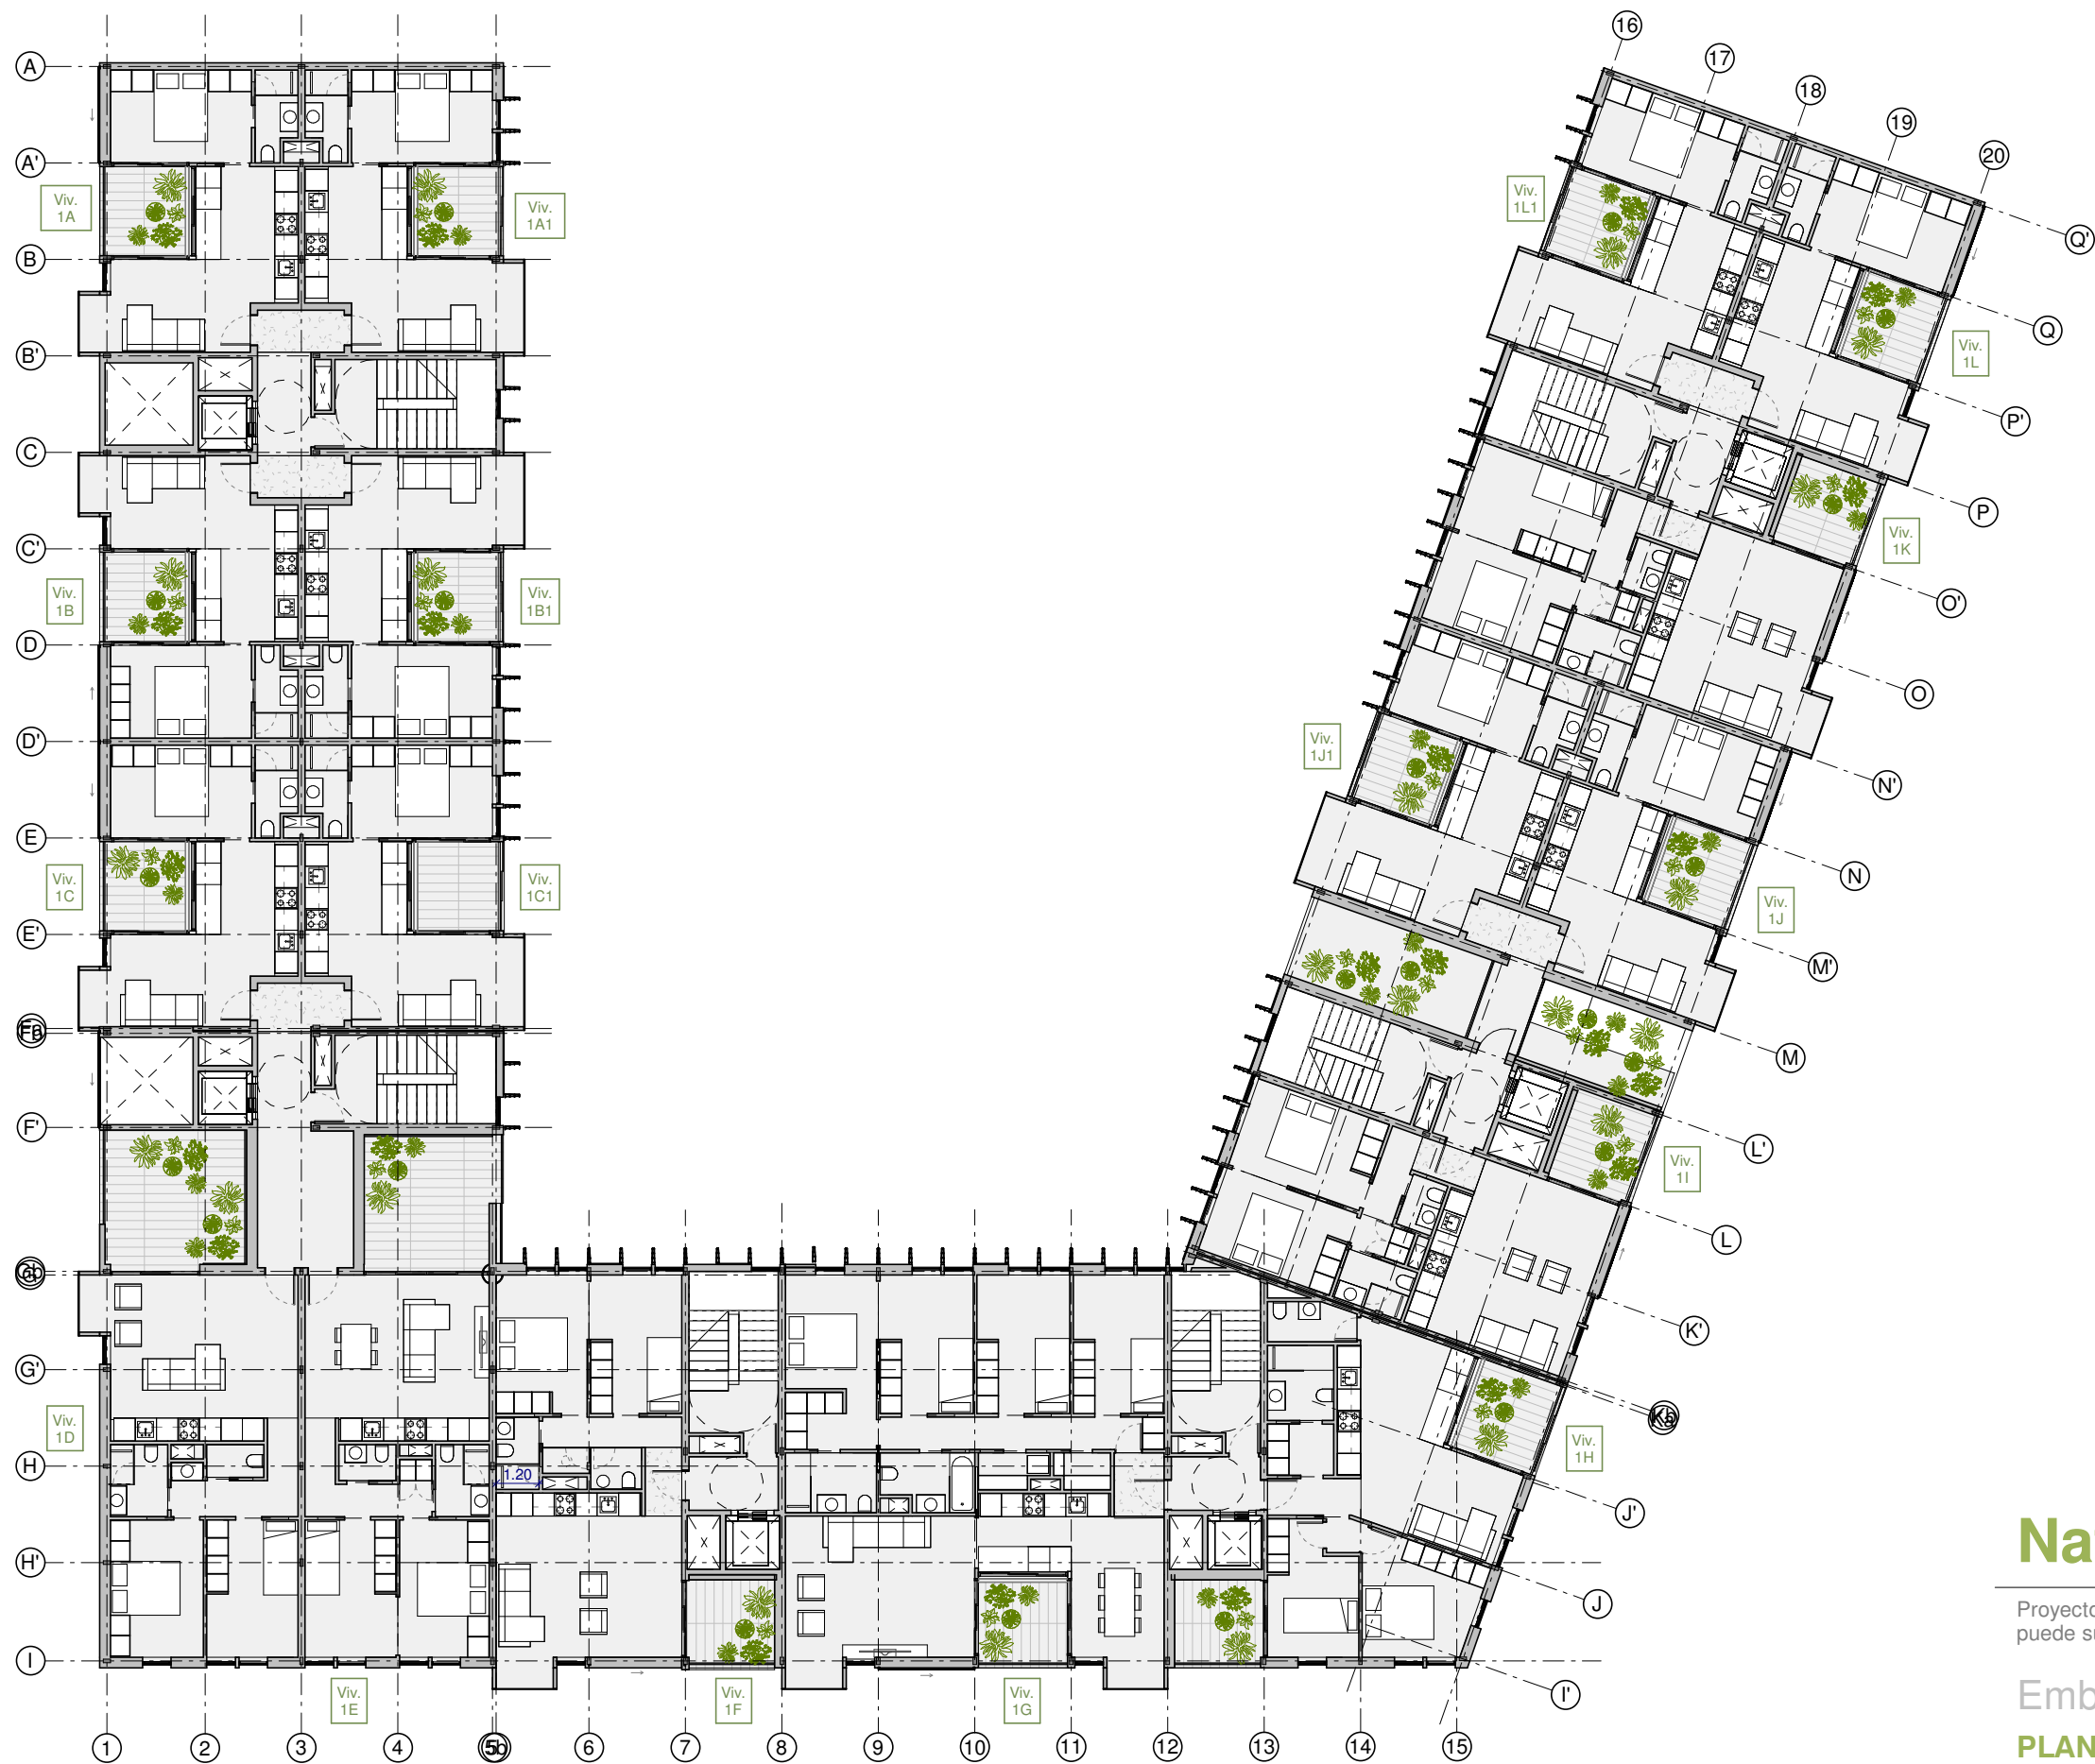 16
17
18
19
20
A
A'
B
B'
C
C'
D
D'
E
E'
F'
G'
H
H'
I
Q'
Q
P'
P
O'
O
N'
N
M'
M
L'
L
K'
J'
J
I'
Viv.
1A
Viv.
1A1
Viv.
1B
Viv.
1B1
Viv.
1C
Viv.
1C1
Viv.
1D
Viv.
1E
Viv.
1F
Viv.
1G
Viv.
1H
Viv.
1I
Viv.
1J
Viv.
1J1
Viv.
1K
Viv.
1L
Viv.
1L1
1.20
1
2
3
4
6
7
8
9
10
11
12
13
14
15
Na
Proyecto
puede su
Emb
PLAN